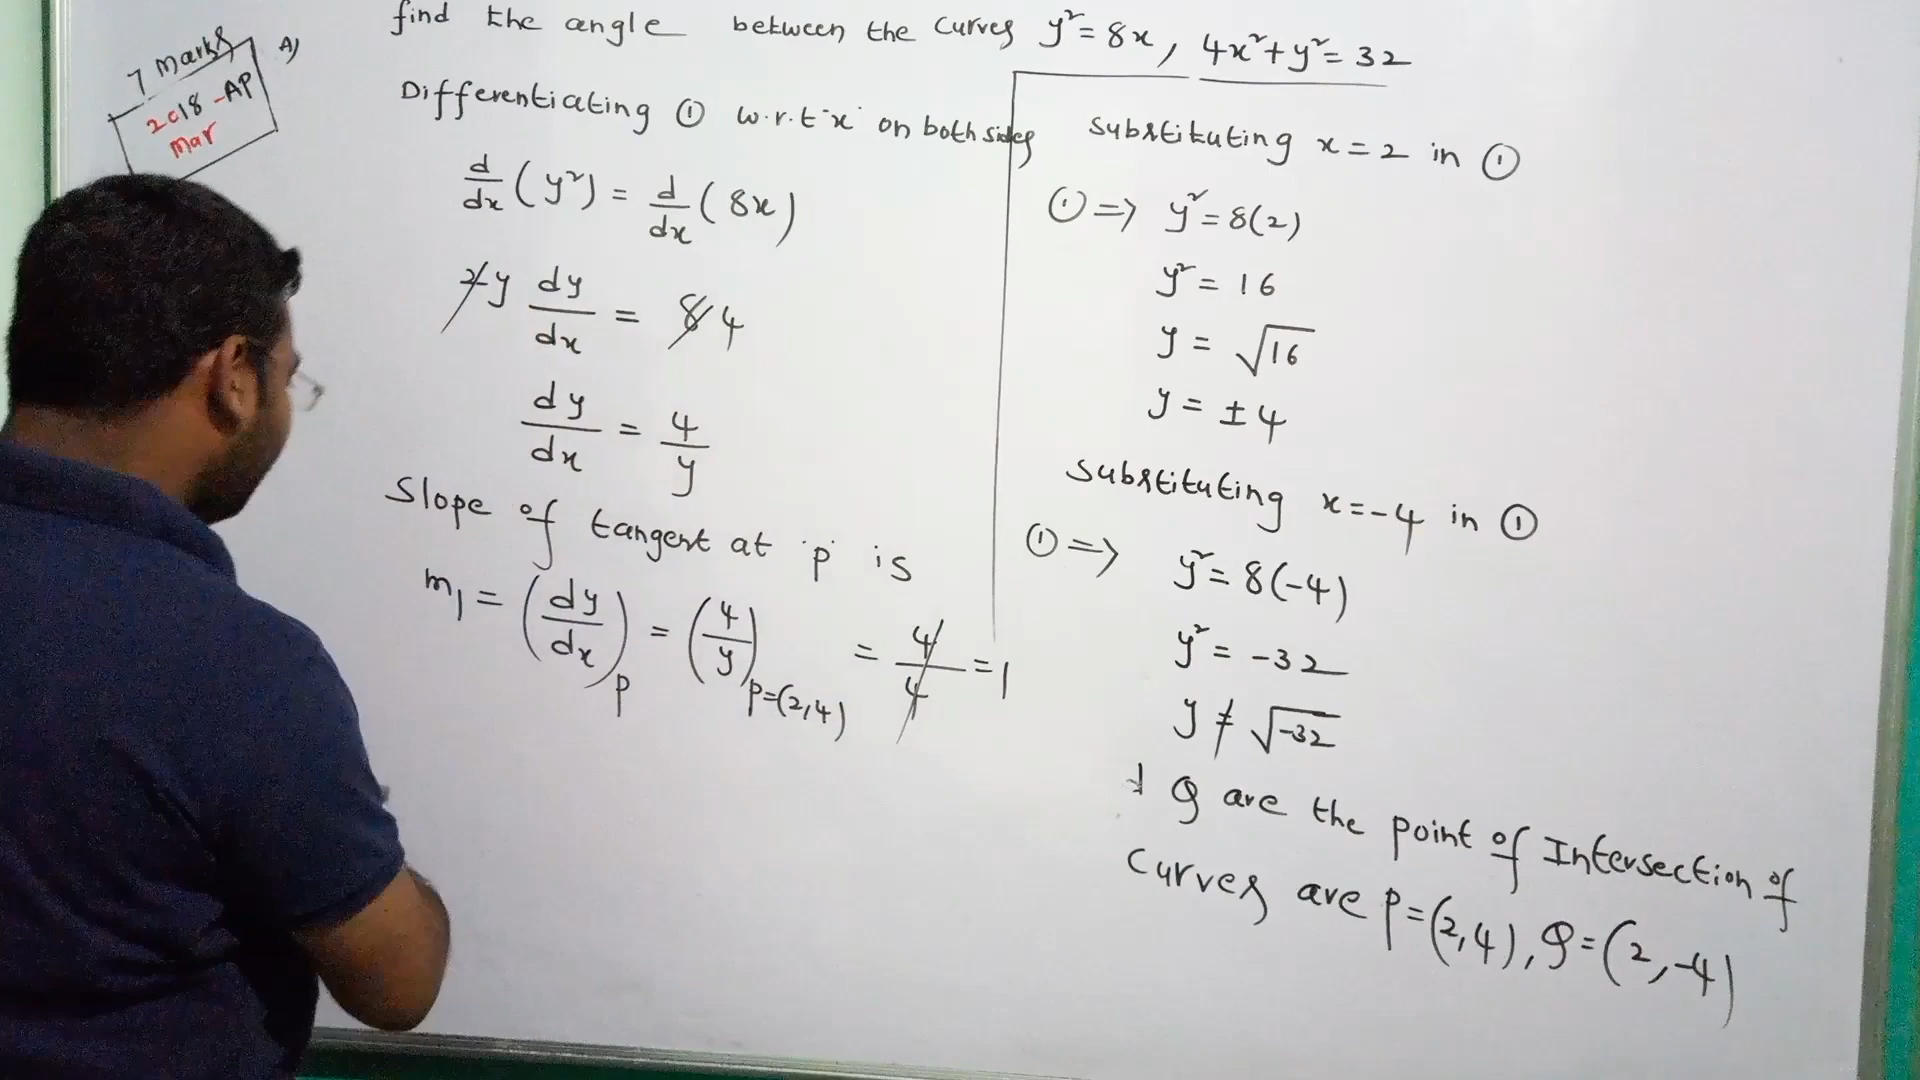 7 Marks
2018-AP
Mar
A)
find the angle between the curves y²=8x, 4x²+y²=32
Differentiating ① w.r.t 'x' on both sides
d/dx (y²) = d/dx (8x)
2y dy/dx = 8 4
dy/dx = 4/y
Slope of tangent at 'p' is
m₁ = (dy/dx)p = (4/y)p=(2,4) = 4/4 = 1
Substituting x=2 in ①
① => y²=8(2)
y² = 16
y = √16
y = ±4
Substituting x=-4 in ①
① => y²=8(-4)
y² = -32
y ≠ √-32
Q are the point of Intersection of
curves are P=(2,4), Q=(2,-4)